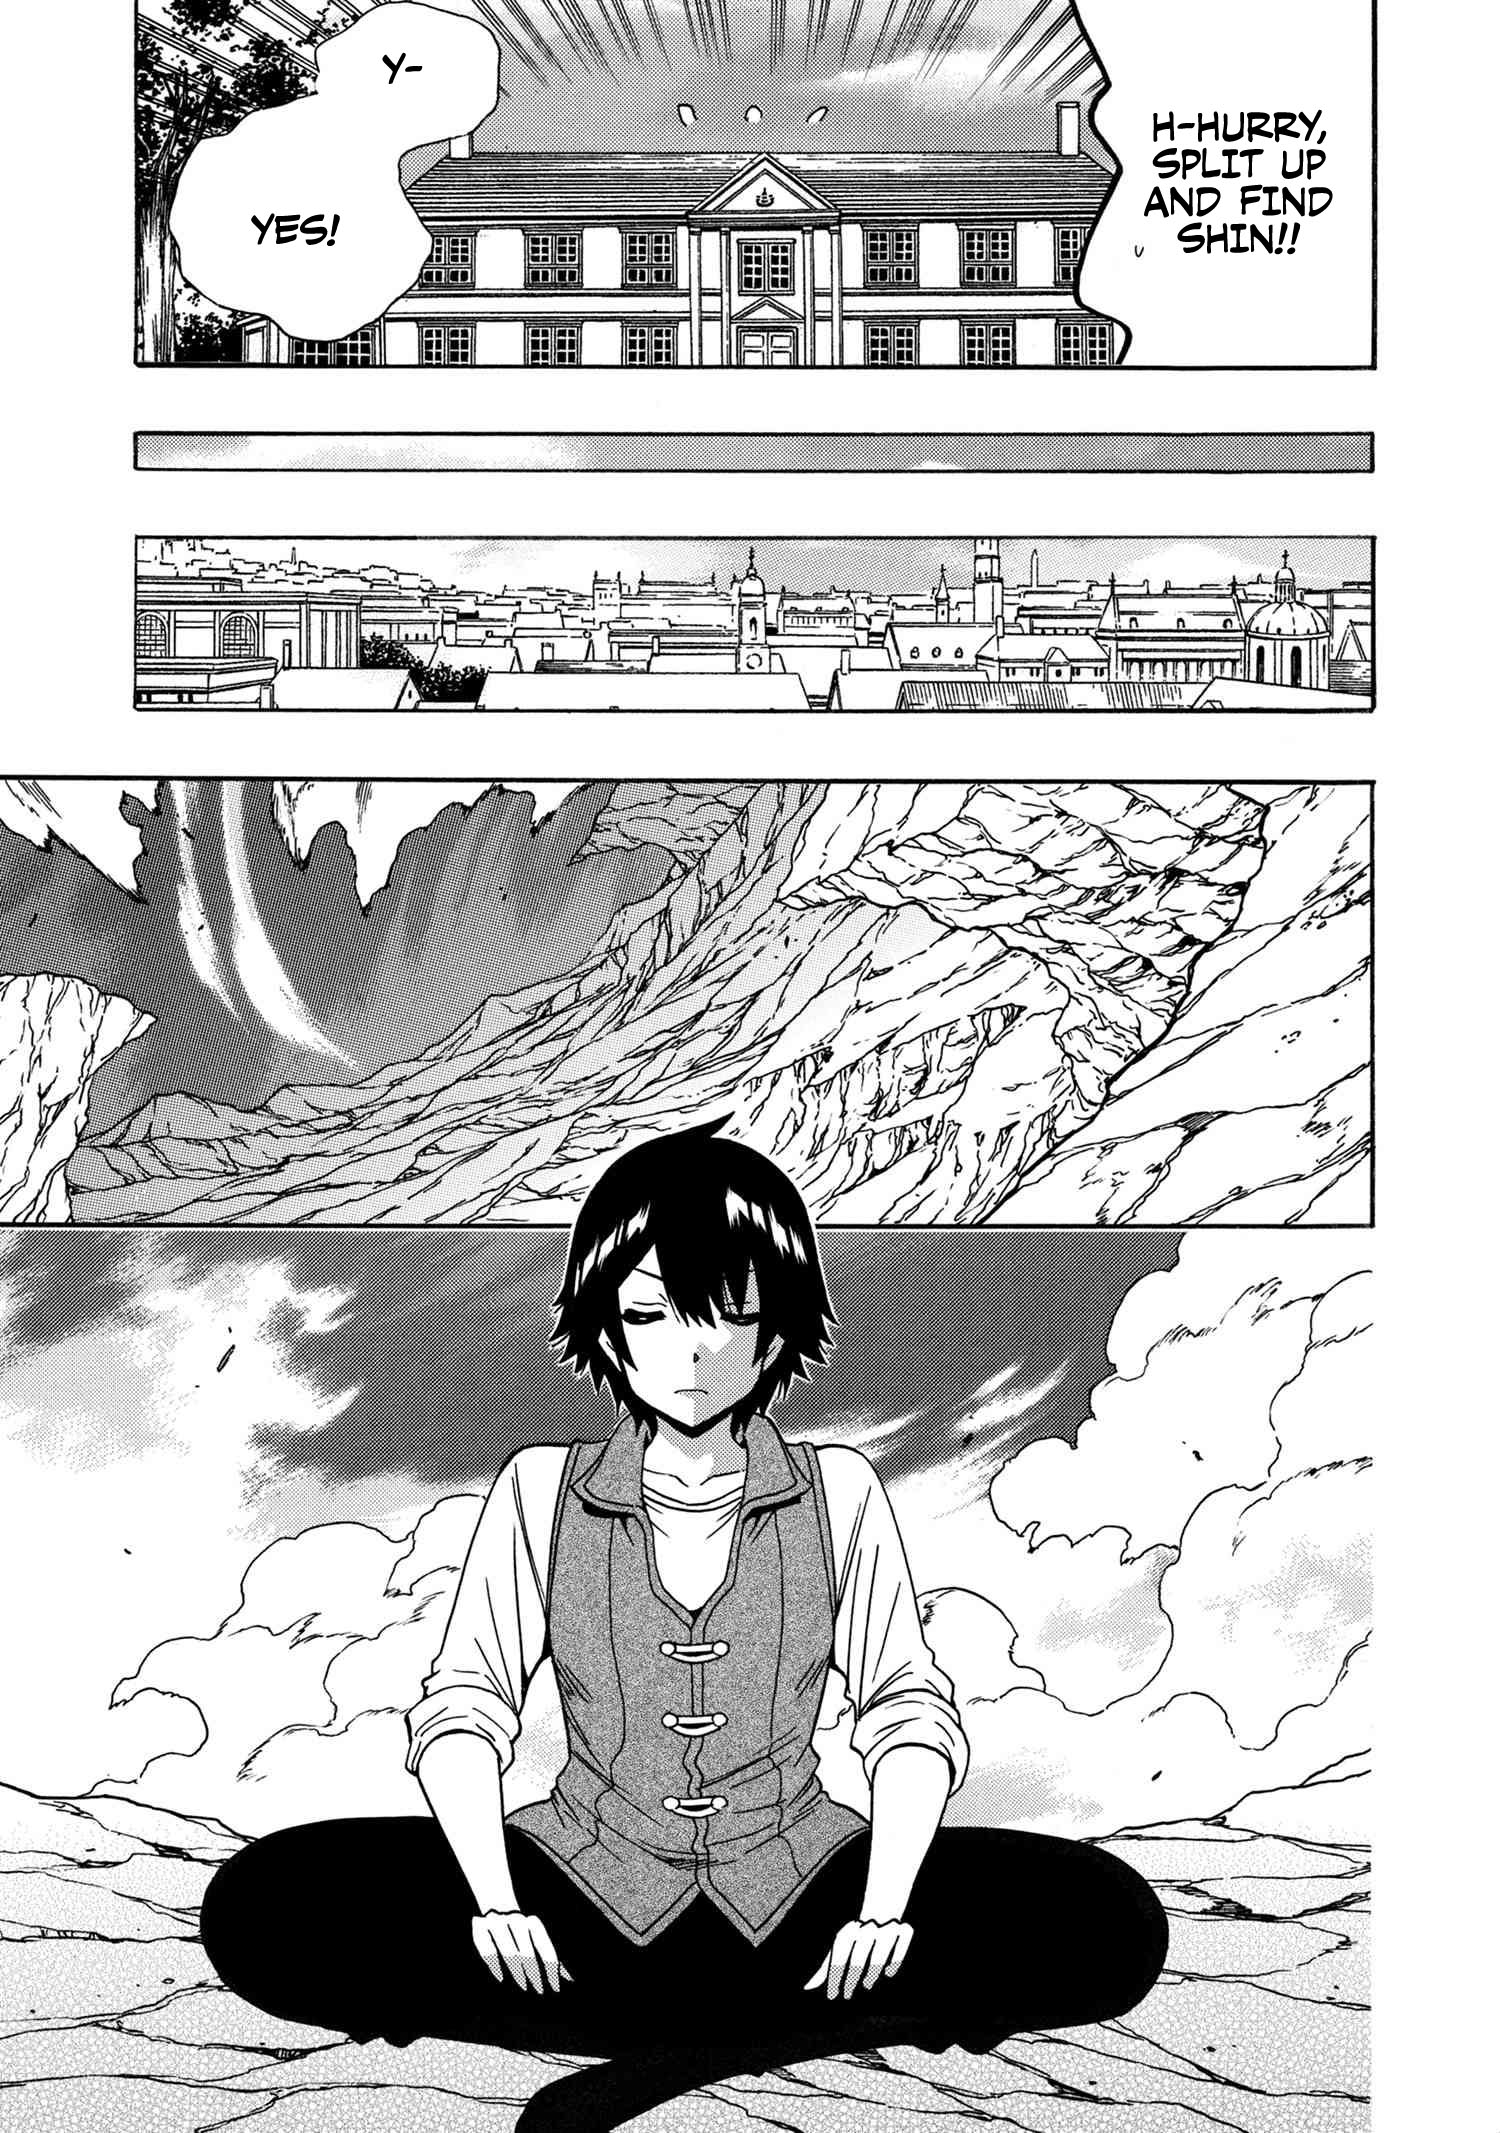 H-HURRY,
SPLIT UP
AND FIND
SHIN!!
Y-
YES!